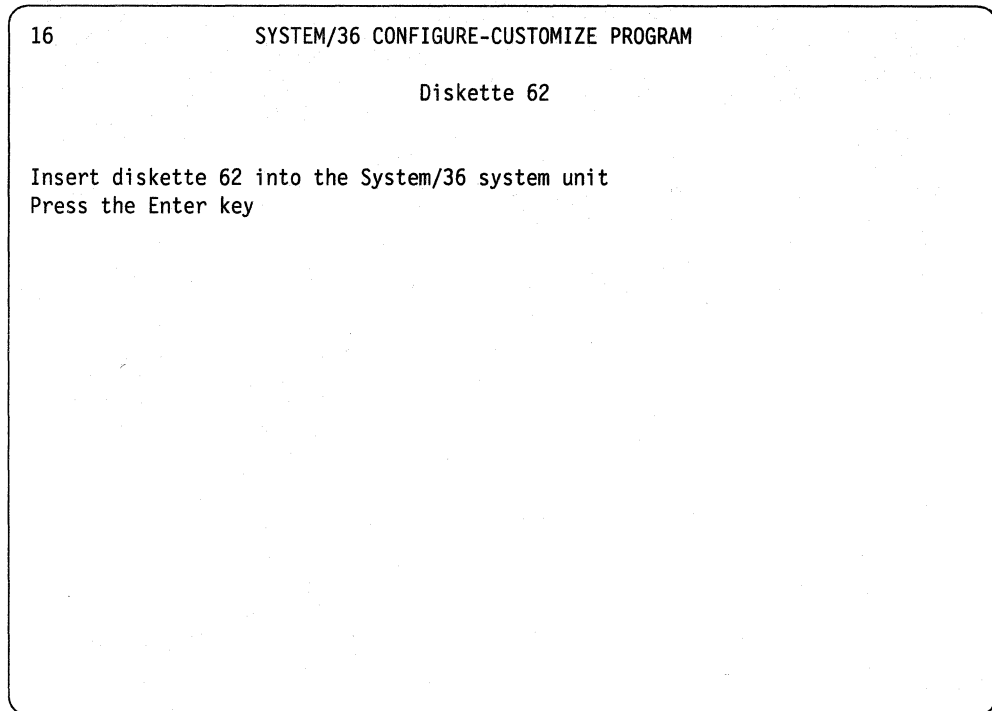 16 SYSTEM/36 CONFIGURE-CUSTOMIZE PROGRAM
Diskette 62
Insert diskette 62 into the System/36 system unit
Press the Enter key